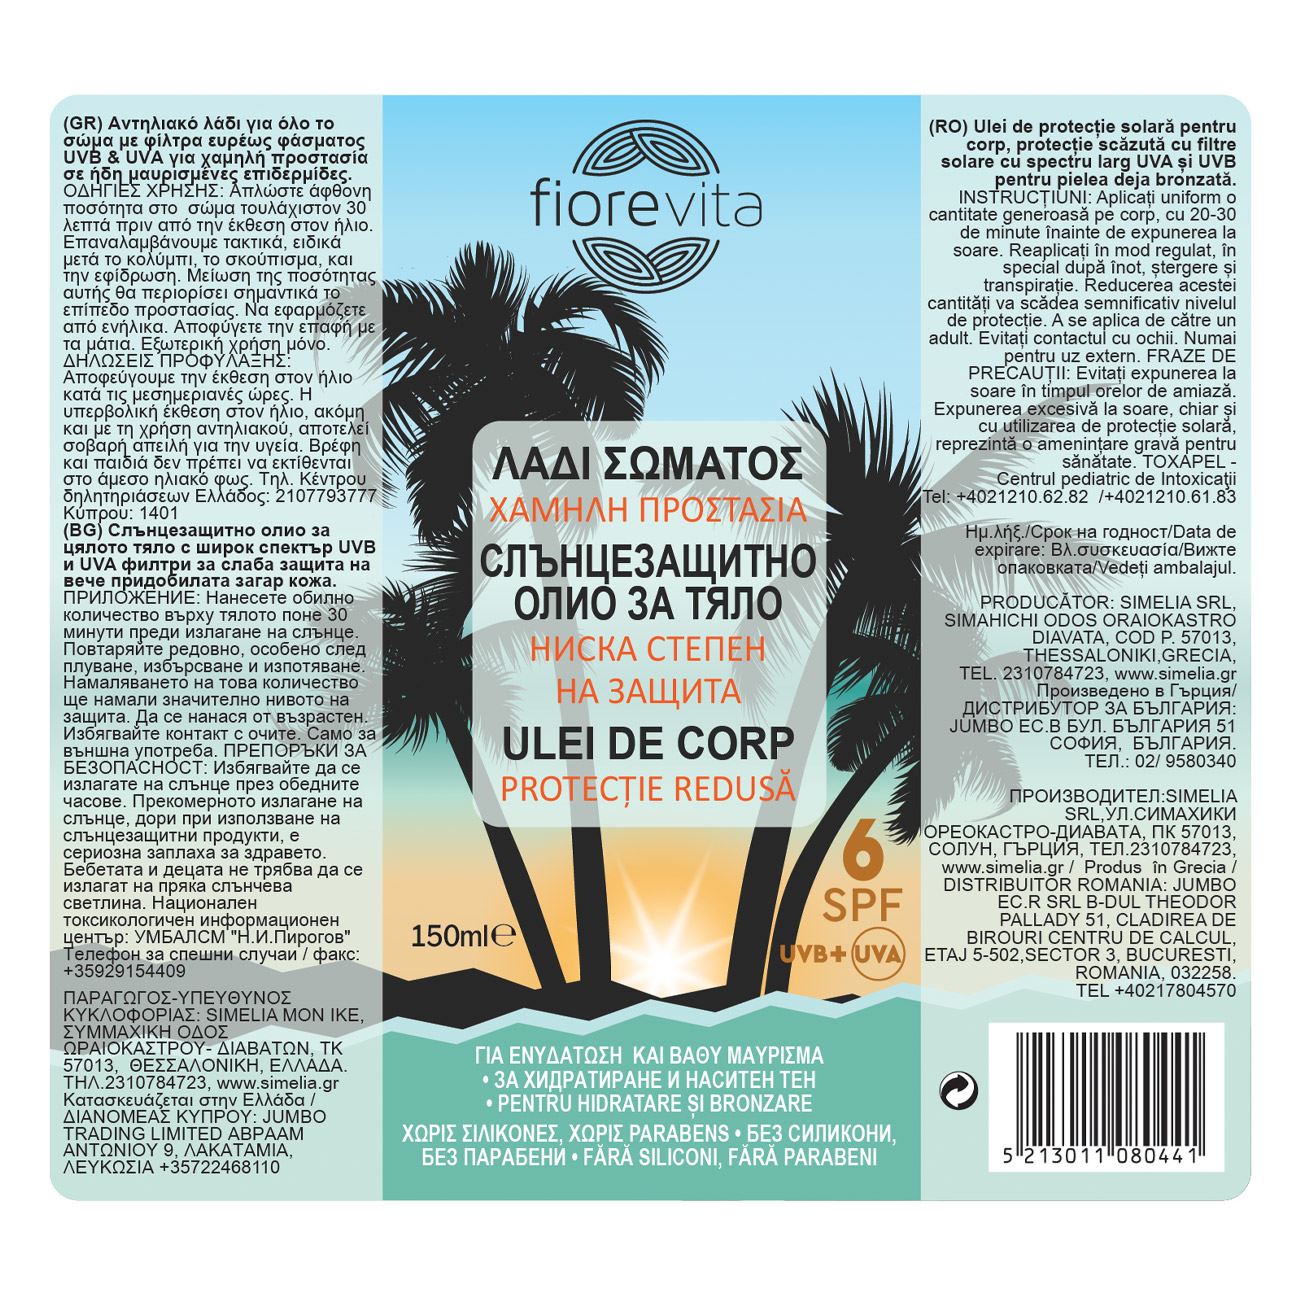 (GR) Αντηλιακό λάδι για όλο το
σώμα με φίλτρα ευρέως φάσματος
UVB & UVA για χαμηλή προστασία
σε ήδη μαυρισμένες επιδερμίδες.
ΟΔΗΓΙΕΣ ΧΡΗΣΗΣ: Απλώστε άφθονη
ποσότητα στο σώμα τουλάχιστον 30
λεπτά πριν από την έκθεση στον ήλιο.
Επαναλαμβάνουμε τακτικά, ειδικά
μετά το κολύμπι, το σκούπισμα, και
την εφίδρωση. Μείωση της ποσότητας
αυτής θα περιορίσει σημαντικά το
επίπεδο προστασίας. Να εφαρμόζετε
από ενήλικα. Αποφύγετε την επαφή με
τα μάτια. Εξωτερική χρήση μόνο.
ΔΗΛΩΣΕΙΣ ΠΡΟΦΥΛΑΞΗΣ:
Αποφεύγουμε την έκθεση στον ήλιο
κατά τις μεσημεριανές ώρες. Η
υπερβολική έκθεση στον ήλιο, ακόμη
και με τη χρήση αντηλιακού, αποτελεί
σοβαρή απειλή για την υγεία. Βρέφη
και παιδιά δεν πρέπει να εκτίθενται
στο άμεσο ηλιακό φως. Τηλ. Κέντρου
δηλητηριάσεων Ελλάδος: 2107793777
Κύπρου: 1401
(BG) Слънцезащитно олио за
цялото тяло с широк спектър UVB
и UVA филтри за слаба защита на
вече придобилата загар кожа.
ПРИЛОЖЕНИЕ: Нанесете обилно
количество върху тялото поне 30
минути преди излагане на слънце.
Повтаряйте редовно, особено след
плуване, избърсване и изпотяване.
Намаляването на това количество
ще намали значително нивото на
защита. Да се нанася от възрастен.
Избягвайте контакт с очите. Само за
външна употреба. ПРЕПОРЪКИ ЗА
БЕЗОПАСНОСТ: Избягвайте да се
излагате на слънце през обедните
часове. Прекомерното излагане на
слънце, дори при използване на
слънцезащитни продукти, е
сериозна заплаха за здравето.
Бебетата и децата не трябва да се
излагат на пряка слънчева
светлина. Национален
токсикологичен информационен
център: УМБАЛСМ "Н.И.Пирогов"
Телефон за спешни случаи / факс:
+35929154409
ΠΑΡΑΓΩΓΟΣ-ΥΠΕΥΘΥΝΟΣ
ΚΥΚΛΟΦΟΡΙΑΣ: SIMELIA ΜΟΝ ΙΚΕ,
ΣΥΜΜΑΧΙΚΗ ΟΔΟΣ
ΩΡΑΙΟΚΑΣΤΡΟΥ- ΔΙΑΒΑΤΩΝ, ΤΚ
57013, ΘΕΣΣΑΛΟΝΙΚΗ, ΕΛΛΑΔΑ.
ΤΗΛ.2310784723, www.simelia.gr
Κατασκευάζεται στην Ελλάδα /
ΔΙΑΝΟΜΕΑΣ ΚΥΠΡΟΥ: JUMBO
TRADING LIMITED ΑΒΡΑΑΜ
ΑΝΤΩΝΙΟΥ 9, ΛΑΚΑΤΑΜΙΑ,
ΛΕΥΚΩΣΙΑ +35722468110
fiorevita
ΛΑΔΙ ΣΩΜΑΤΟΣ
ΧΑΜΗΛΗ ΠΡΟΣΤΑΣΙΑ
СЛЪНЦЕЗАЩИТНО
ОЛИО ЗА ТЯЛО
НИСКА СТЕПЕН
НА ЗАЩИТА
ULEI DE CORP
PROTECȚIE REDUSĂ
6
SPF
UVB+ UVA
150ml℮
ΓΙΑ ΕΝΥΔΑΤΩΣΗ ΚΑΙ ΒΑΘΥ ΜΑΥΡΙΣΜΑ
• ЗА ХИДРАТИРАНЕ И НАСИТЕН ТЕН
• PENTRU HIDRATARE ȘI BRONZARE
ΧΩΡΙΣ ΣΙΛΙΚΟΝΕΣ, ΧΩΡΙΣ PARABENS • БЕЗ СИЛИКОНИ,
БЕЗ ПАРАБЕНИ • FĂRĂ SILICONI, FĂRĂ PARABENI
(RO) Ulei de protecție solară pentru
corp, protecție scăzută cu filtre
solare cu spectru larg UVA și UVB
pentru pielea deja bronzată.
INSTRUCȚIUNI: Aplicați uniform o
cantitate generoasă pe corp, cu 20-30
de minute înainte de expunerea la
soare. Reaplicați în mod regulat, în
special după înot, ștergere și
transpirație. Reducerea acestei
cantități va scădea semnificativ nivelul
de protecție. A se aplica de către un
adult. Evitați contactul cu ochii. Numai
pentru uz extern. FRAZE DE
PRECAUȚII: Evitați expunerea la
soare în timpul orelor de amiază.
Expunerea excesivă la soare, chiar și
cu utilizarea de protecție solară,
reprezintă o amenințare gravă pentru
sănătate. TOXAPEL -
Centrul pediatric de Intoxicaţii
Tel: +4021210.62.82 /+4021210.61.83
Ημ.λήξ./Срок на годност/Data de
expirare: Βλ.συσκευασία/Вижте
опаковката/Vedeți ambalajul.
PRODUCĂTOR: SIMELIA SRL,
SIMAHICHI ODOS ORAIOKASTRO
DIAVATA, COD P. 57013,
THESSALONIKI,GRECIA,
TEL. 2310784723, www.simelia.gr
Произведено в Гърция/
ДИСТРИБУТОР ЗА БЪЛГАРИЯ:
JUMBO EC.B БУЛ. БЪЛГАРИЯ 51
СОФИЯ, БЪЛГАРИЯ.
ТЕЛ.: 02/ 9580340
ПРОИЗВОДИТЕЛ:SIMELIA
SRL,УЛ.СИМАХИКИ
ОРЕОКАСТРО-ДИАВАТА, ПК 57013,
СОЛУН, ГЪРЦИЯ, ТЕЛ.2310784723,
www.simelia.gr / Produs în Grecia /
DISTRIBUITOR ROMANIA: JUMBO
EC.R SRL B-DUL THEODOR
PALLADY 51, CLADIREA DE
BIROURI CENTRU DE CALCUL,
ETAJ 5-502,SECTOR 3, BUCURESTI,
ROMANIA, 032258.
TEL +40217804570
5 213011 080441